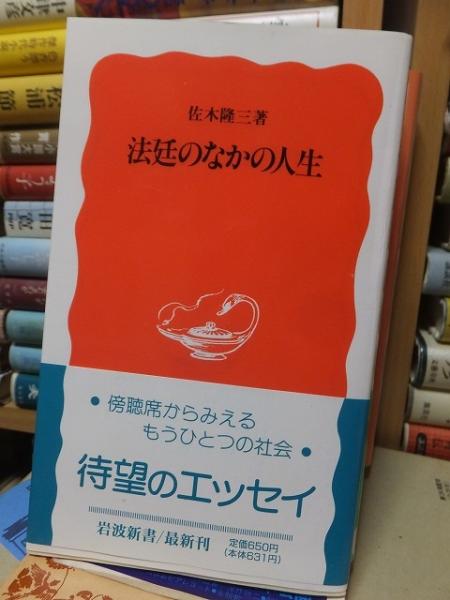 佐木隆三著
法廷のなかの人生
● 傍聴席からみえる
もうひとつの社会 ●
待望のエッセイ
岩波新書/最新刊
定価650円
(本体631円)
松浦